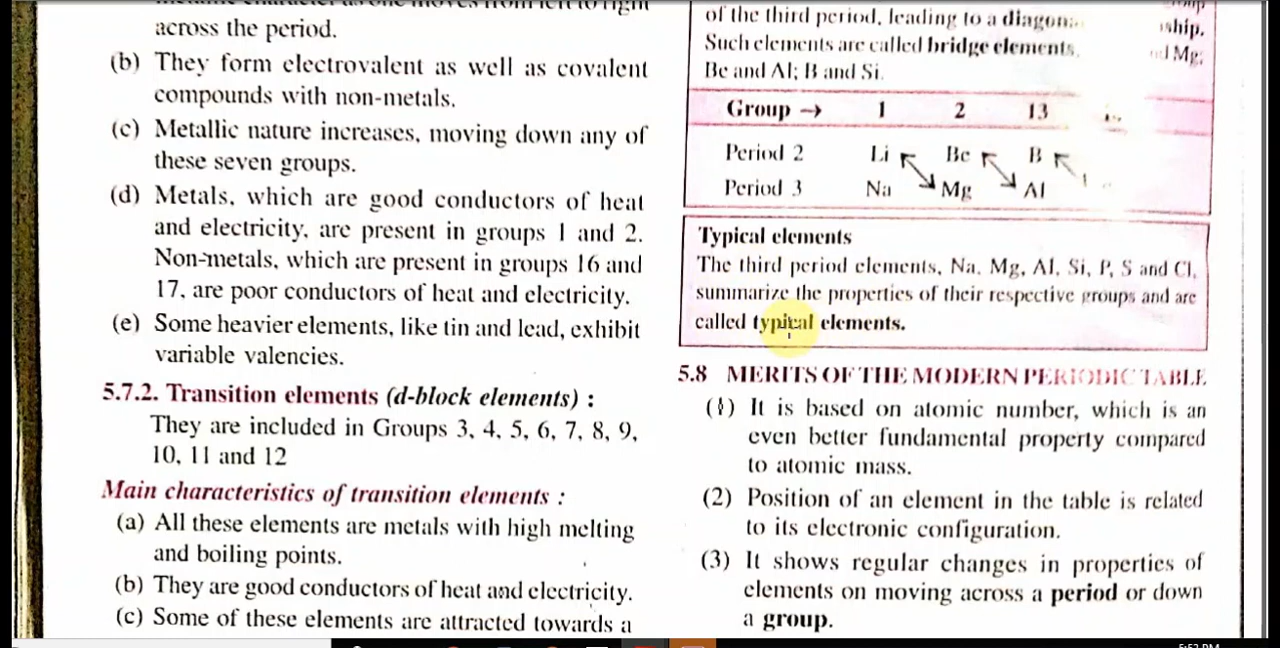 across the period.
(b) They form electrovalent as well as covalent
compounds with non-metals.
(c) Metallic nature increases, moving down any of
these seven groups.
(d) Metals, which are good conductors of heat
and electricity, are present in groups 1 and 2.
Non-metals, which are present in groups 16 and
17, are poor conductors of heat and electricity.
(e) Some heavier elements, like tin and lead, exhibit
variable valencies.
5.7.2. Transition elements (d-block elements) :
They are included in Groups 3, 4, 5, 6, 7, 8, 9,
10, 11 and 12
Main characteristics of transition elements :
(a) All these elements are metals with high melting
and boiling points.
(b) They are good conductors of heat and electricity.
(c) Some of these elements are attracted towards a
of the third period, leading to a
Such elements are called bridge elements. Mg;
Be and Al; B and Si.
Group → 1 2 13
Period 2 Li Be B
Period 3 Na Mg Al
Typical elements
The third period elements, Na, Mg, Al, Si, P, S and Cl,
summarize the properties of their respective groups and are
called typical elements.
5.8 MERITS OF THE MODERN PERIODIC TABLE
(1) It is based on atomic number, which is an
even better fundamental property compared
to atomic mass.
(2) Position of an element in the table is related
to its electronic configuration.
(3) It shows regular changes in properties of
elements on moving across a period or down
a group.
5:52 PM